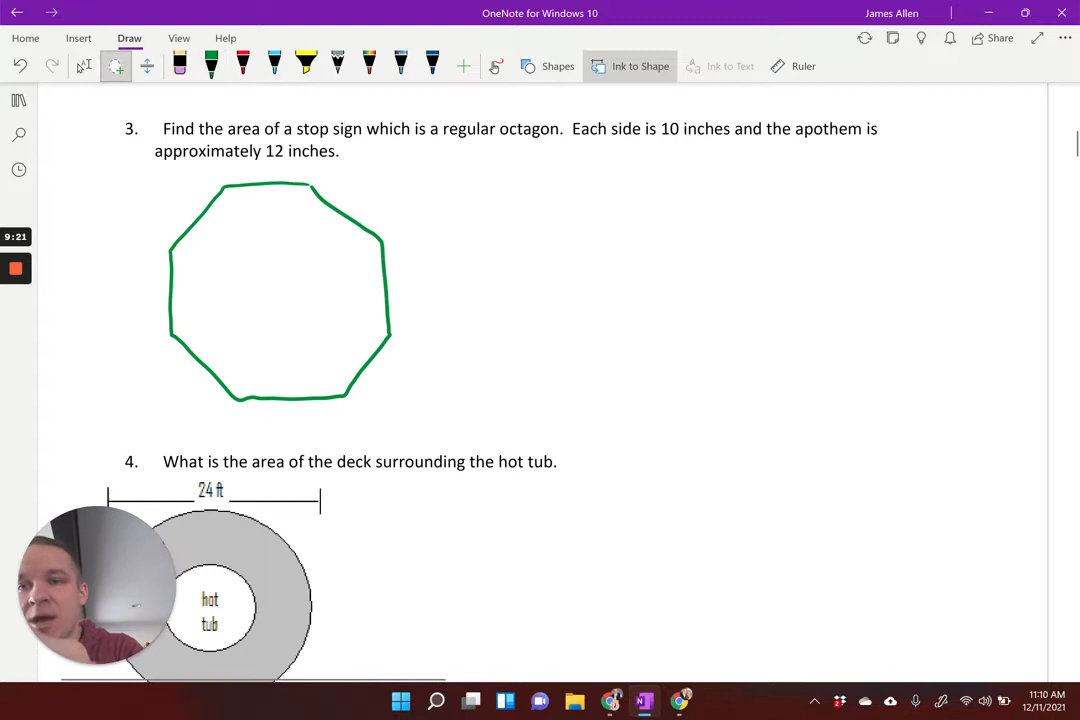 OneNote for Windows 10
James Allen
Home Insert Draw View Help
Share
Shapes Ink to Shape Ink to Text Ruler
3. Find the area of a stop sign which is a regular octagon. Each side is 10 inches and the apothem is
approximately 12 inches.
9:21
4. What is the area of the deck surrounding the hot tub.
24 ft
hot
tub
11:10 AM
12/11/2021